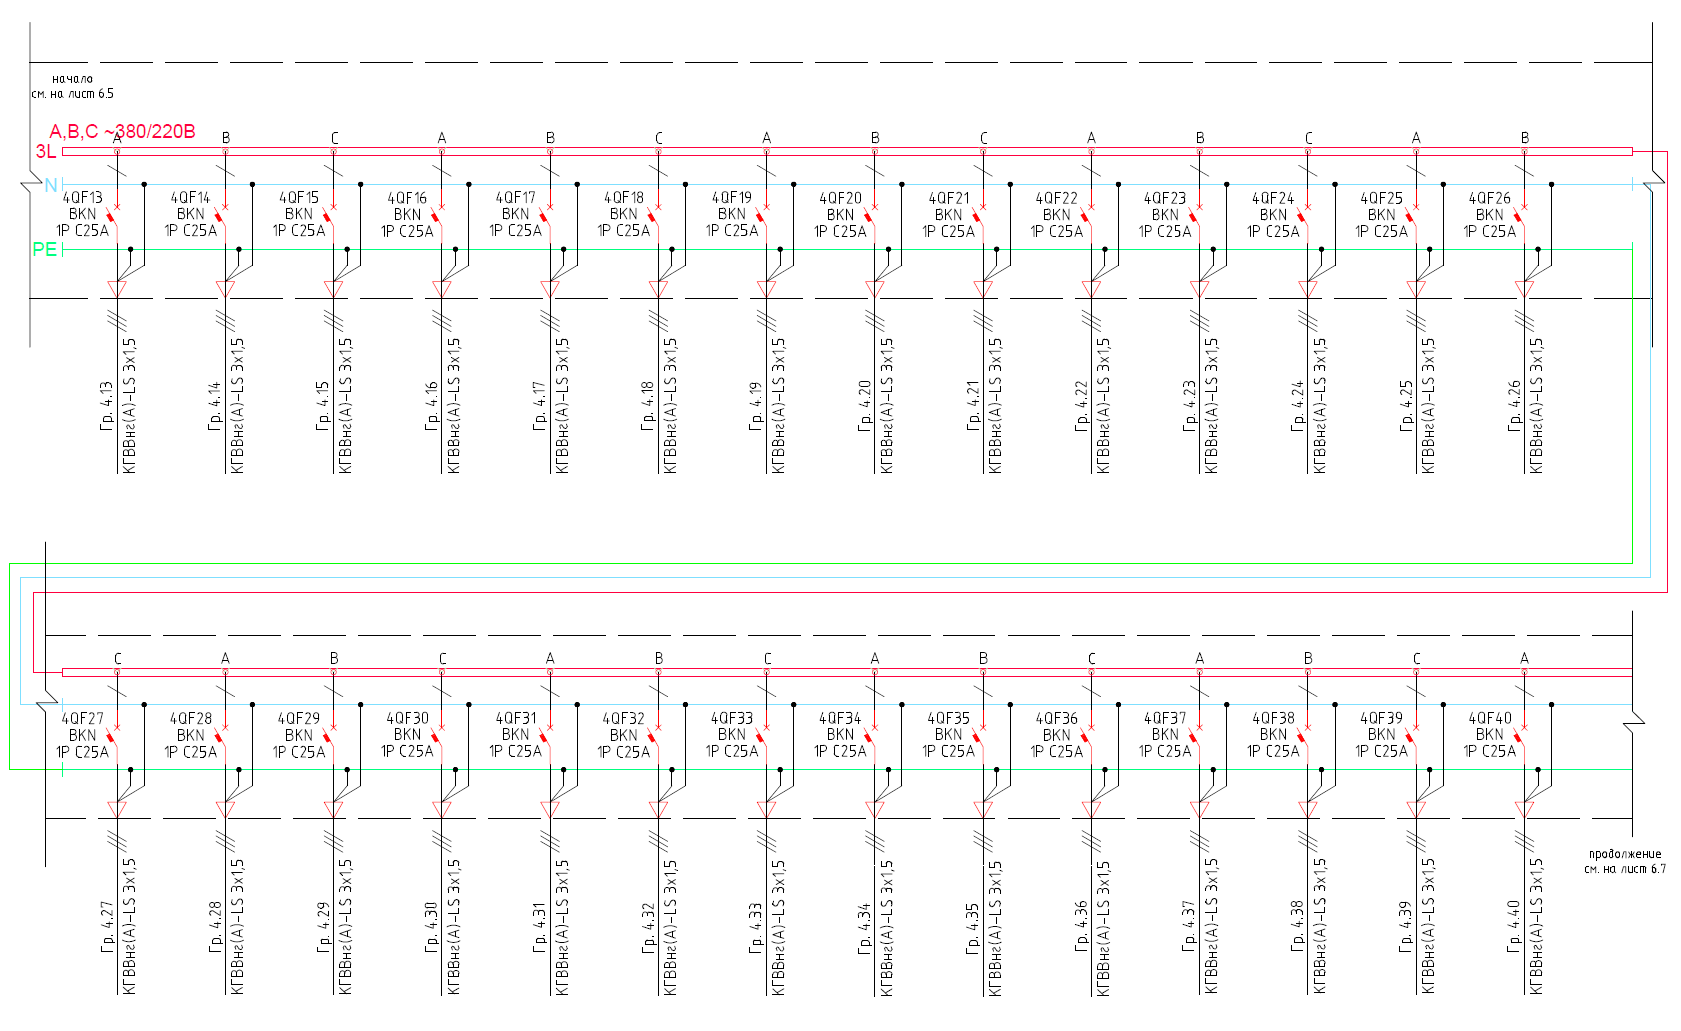 начало
см. на лист 6.5
A,B,C ~380/220В
A B C A B C A B C A B C A B
3L
N
4QF13 4QF14 4QF15 4QF16 4QF17 4QF18 4QF19 4QF20 4QF21 4QF22 4QF23 4QF24 4QF25 4QF26
BKN BKN BKN BKN BKN BKN BKN BKN BKN BKN BKN BKN BKN BKN
1P C25A 1P C25A 1P C25A 1P C25A 1P C25A 1P C25A 1P C25A 1P C25A 1P C25A 1P C25A 1P C25A 1P C25A 1P C25A 1P C25A
PE
Гр. 4.13
КГВВнг(А)-LS 3х1,5
Гр. 4.14
КГВВнг(А)-LS 3х1,5
Гр. 4.15
КГВВнг(А)-LS 3х1,5
Гр. 4.16
КГВВнг(А)-LS 3х1,5
Гр. 4.17
КГВВнг(А)-LS 3х1,5
Гр. 4.18
КГВВнг(А)-LS 3х1,5
Гр. 4.19
КГВВнг(А)-LS 3х1,5
Гр. 4.20
КГВВнг(А)-LS 3х1,5
Гр. 4.21
КГВВнг(А)-LS 3х1,5
Гр. 4.22
КГВВнг(А)-LS 3х1,5
Гр. 4.23
КГВВнг(А)-LS 3х1,5
Гр. 4.24
КГВВнг(А)-LS 3х1,5
Гр. 4.25
КГВВнг(А)-LS 3х1,5
Гр. 4.26
КГВВнг(А)-LS 3х1,5
C A B C A B C A B C A B C A
4QF27 4QF28 4QF29 4QF30 4QF31 4QF32 4QF33 4QF34 4QF35 4QF36 4QF37 4QF38 4QF39 4QF40
BKN BKN BKN BKN BKN BKN BKN BKN BKN BKN BKN BKN BKN BKN
1P C25A 1P C25A 1P C25A 1P C25A 1P C25A 1P C25A 1P C25A 1P C25A 1P C25A 1P C25A 1P C25A 1P C25A 1P C25A 1P C25A
Гр. 4.27
КГВВнг(А)-LS 3х1,5
Гр. 4.28
КГВВнг(А)-LS 3х1,5
Гр. 4.29
КГВВнг(А)-LS 3х1,5
Гр. 4.30
КГВВнг(А)-LS 3х1,5
Гр. 4.31
КГВВнг(А)-LS 3х1,5
Гр. 4.32
КГВВнг(А)-LS 3х1,5
Гр. 4.33
КГВВнг(А)-LS 3х1,5
Гр. 4.34
КГВВнг(А)-LS 3х1,5
Гр. 4.35
КГВВнг(А)-LS 3х1,5
Гр. 4.36
КГВВнг(А)-LS 3х1,5
Гр. 4.37
КГВВнг(А)-LS 3х1,5
Гр. 4.38
КГВВнг(А)-LS 3х1,5
Гр. 4.39
КГВВнг(А)-LS 3х1,5
Гр. 4.40
КГВВнг(А)-LS 3х1,5
продолжение
см. на лист 6.7